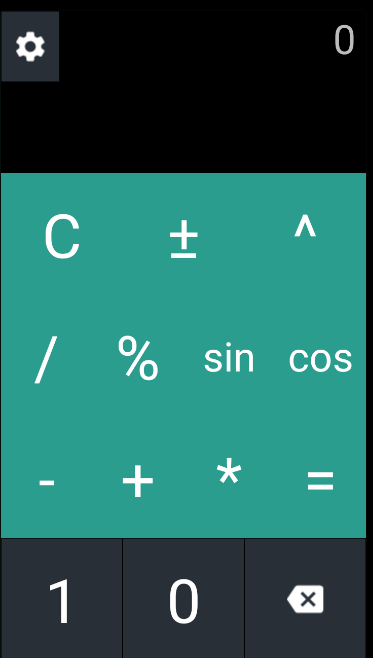 0
C ± ^
/ % sin cos
- + * =
1 0